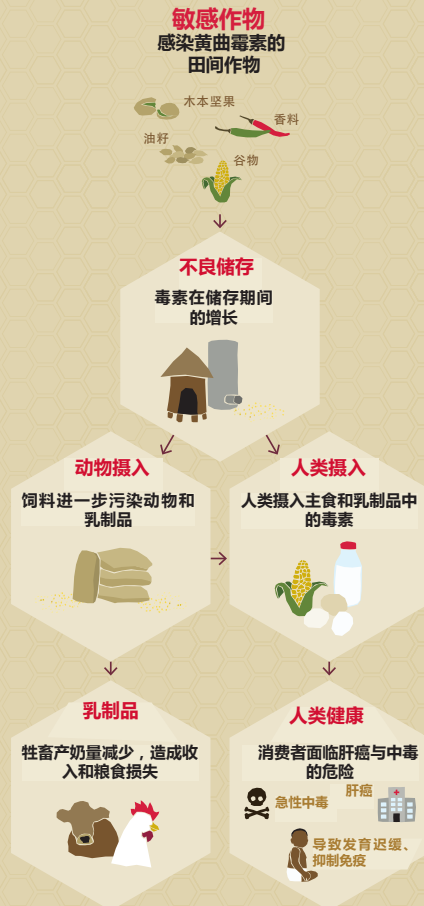 敏感作物
感染黄曲霉素的
田间作物
木本坚果
香料
油籽
谷物
不良储存
毒素在储存期间
的增长
动物摄入
饲料进一步污染动物和
乳制品
人类摄入
人类摄入主食和乳制品中
的毒素
乳制品
牲畜产奶量减少，造成收
入和粮食损失
人类健康
消费者面临肝癌与中毒
的危险
急性中毒
肝癌
导致发育迟缓、
抑制免疫